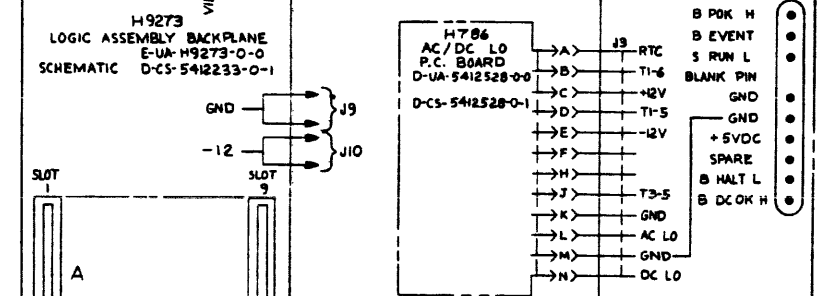 H9273
LOGIC ASSEMBLY BACKPLANE
E-UA-H9273-0-0
SCHEMATIC D-CS-5412233-0-1
GND
J9
-12
J10
SLOT
1
SLOT
9
A
H786
AC/DC LO
P.C. BOARD
D-UA-5412528-0-0
D-CS-5412528-0-1
J3
A RTC
B T1-6
C +12V
D T1-5
E -12V
F
H
J T3-5
K GND
L AC LO
M GND
N DC LO
B POK H
B EVENT
S RUN L
BLANK PIN
GND
GND
+5VDC
SPARE
B HALT L
B DCOK H